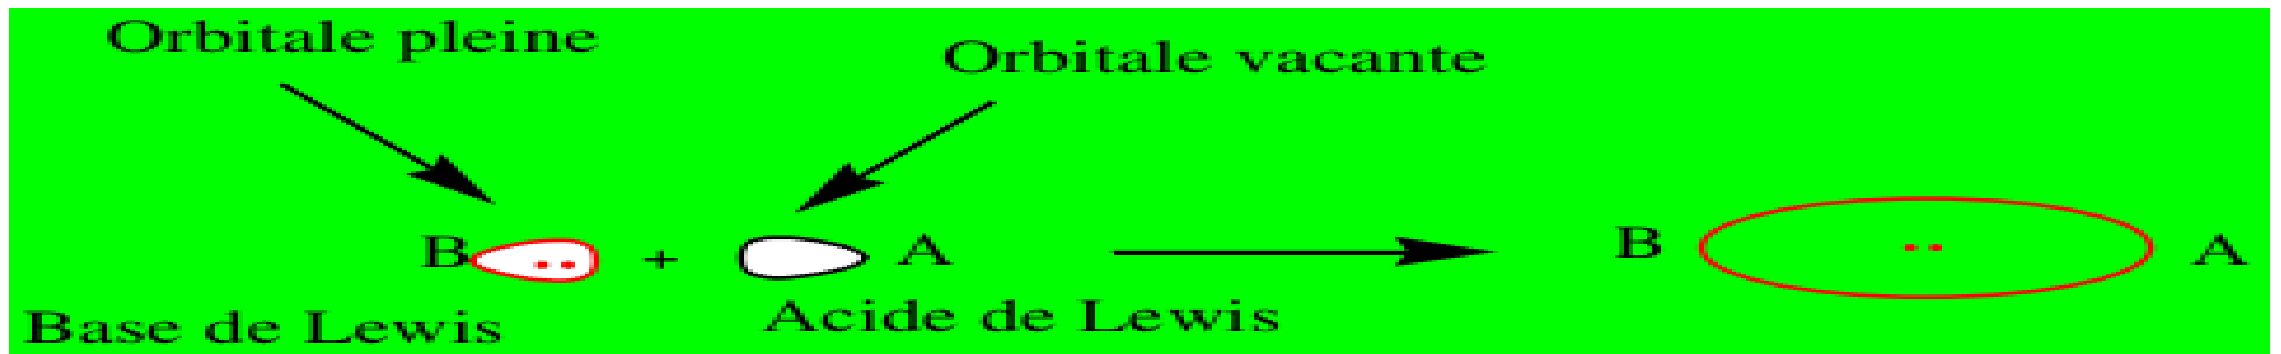 Orbitale pleine
Orbitale vacante
B + A B A
Base de Lewis
Acide de Lewis